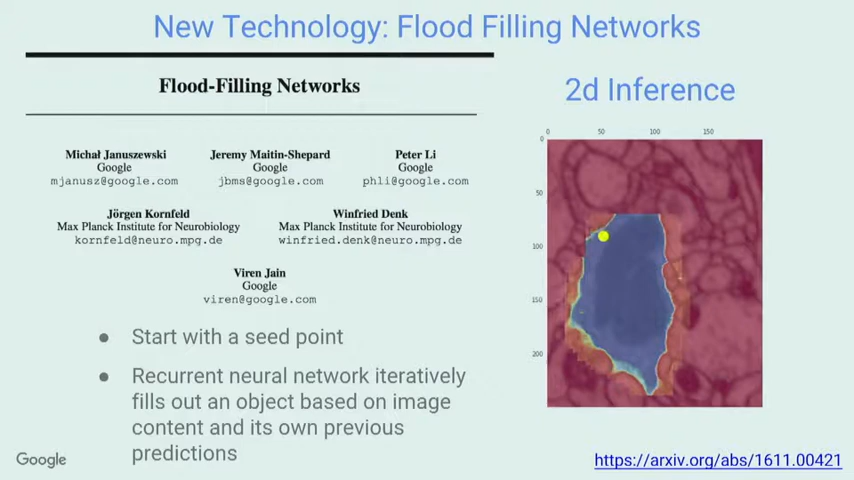 New Technology: Flood Filling Networks
Flood-Filling Networks
Michał Januszewski
Google
mjanusz@google.com
Jeremy Maitin-Shepard
Google
jbms@google.com
Peter Li
Google
phli@google.com
Jörgen Kornfeld
Max Planck Institute for Neurobiology
kornfeld@neuro.mpg.de
Winfried Denk
Max Planck Institute for Neurobiology
winfried.denk@neuro.mpg.de
Viren Jain
Google
viren@google.com
● Start with a seed point
● Recurrent neural network iteratively
fills out an object based on image
content and its own previous
predictions
2d Inference
0 50 100 150
0
50
100
150
200
Google
https://arxiv.org/abs/1611.00421